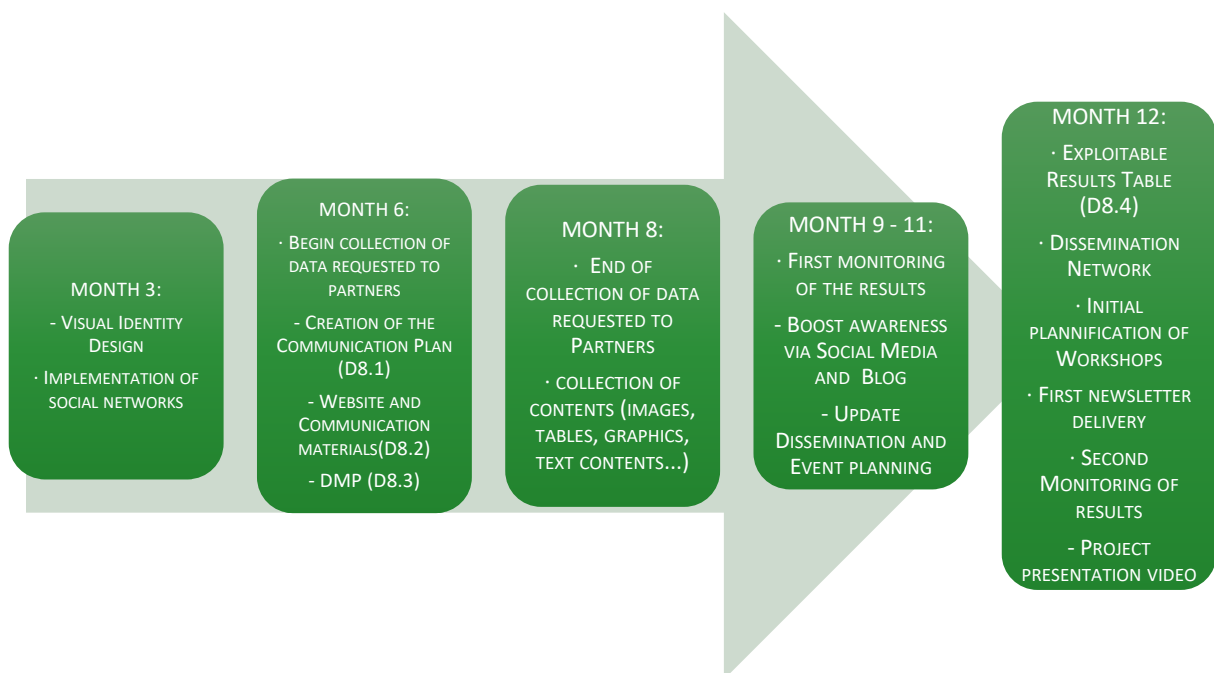 MONTH 3:
- VISUAL IDENTITY
DESIGN
· IMPLEMENTATION OF
SOCIAL NETWORKS
MONTH 6:
· BEGIN COLLECTION OF
DATA REQUESTED TO
PARTNERS
- CREATION OF THE
COMMUNICATION PLAN
(D8.1)
- WEBSITE AND
COMMUNICATION
MATERIALS(D8.2)
- DMP (D8.3)
MONTH 8:
· END OF
COLLECTION OF DATA
REQUESTED TO
PARTNERS
· COLLECTION OF
CONTENTS (IMAGES,
TABLES, GRAPHICS,
TEXT CONTENTS...)
MONTH 9 - 11:
· FIRST MONITORING
OF THE RESULTS
- BOOST AWARENESS
VIA SOCIAL MEDIA
AND BLOG
- UPDATE
DISSEMINATION AND
EVENT PLANNING
MONTH 12:
· EXPLOITABLE
RESULTS TABLE
(D8.4)
· DISSEMINATION
NETWORK
· INITIAL
PLANNIFICATION OF
WORKSHOPS
· FIRST NEWSLETTER
DELIVERY
· SECOND
MONITORING OF
RESULTS
- PROJECT
PRESENTATION VIDEO